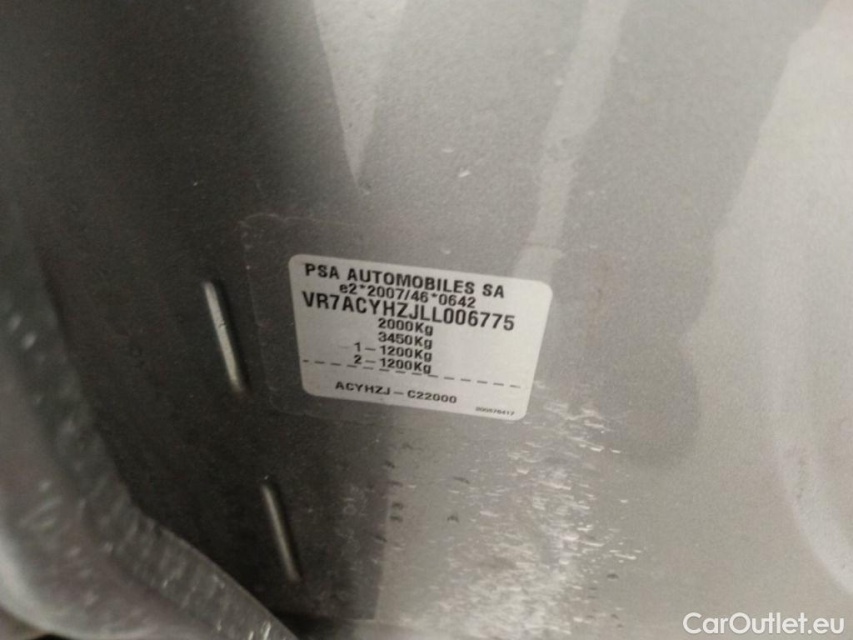 PSA AUTOMOBILES SA
e2*2007/46*0642
VR7ACYHZJLL006775
2000Kg
3450Kg
1-1200Kg
2-1200Kg
ACYHZJ-C22000
CarOutlet.eu